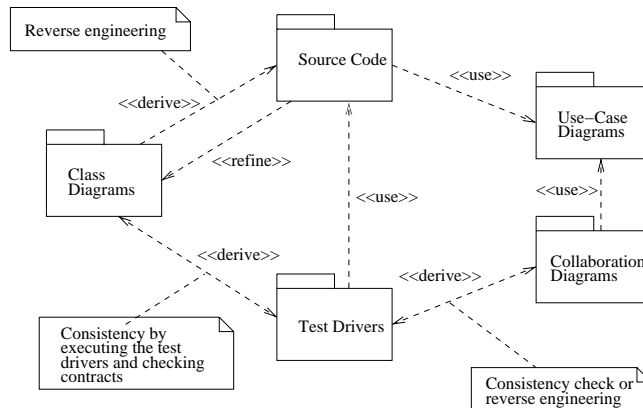 Reverse engineering
Source Code
<<use>>
<<derive>>
Use−Case
Diagrams
<<refine>>
Class
Diagrams
<<use>>
<<use>>
<<derive>>
<<derive>>
Collaboration
Diagrams
Test Drivers
Consistency by
executing the test
drivers and checking
contracts
Consistency check or
reverse engineering